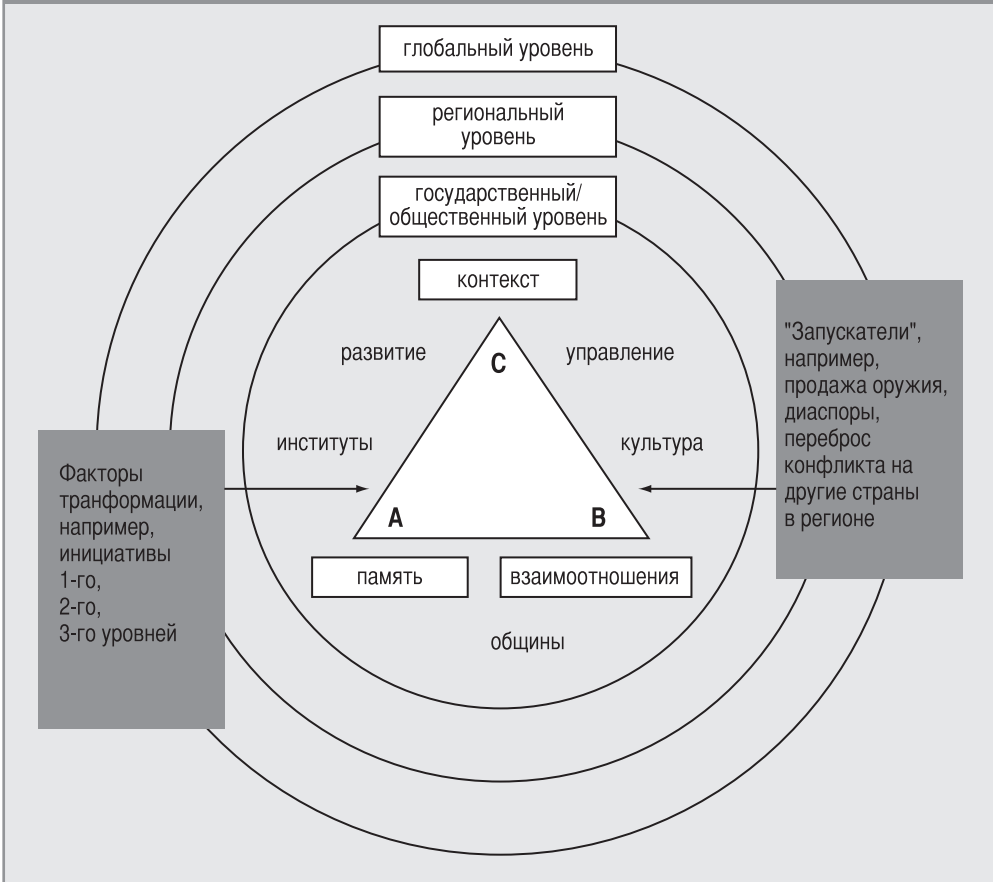 глобальный уровень
региональный
уровень
государственный/
общественный уровень
контекст
развитие
управление
C
институты
культура
A
B
память
взаимоотношения
общины
Факторы
транформации,
например,
инициативы
1-го,
2-го,
3-го уровней
"Запускатели",
например,
продажа оружия,
диаспоры,
переброс
конфликта на
другие страны
в регионе